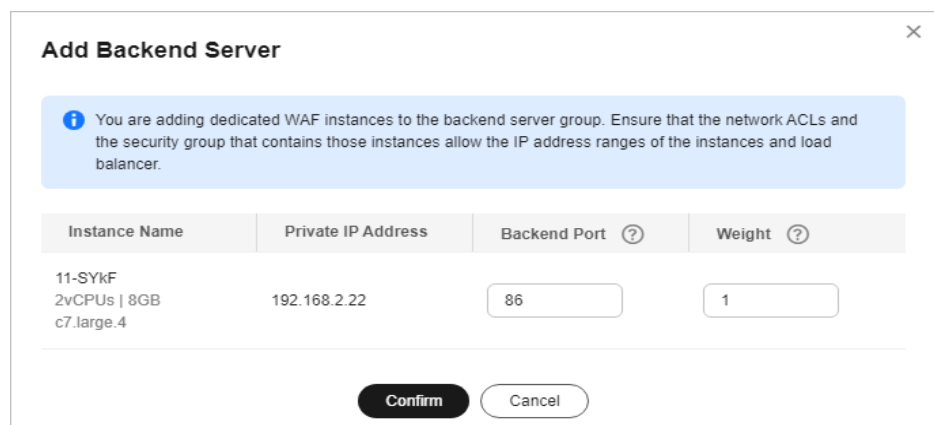 Add Backend Server
You are adding dedicated WAF instances to the backend server group. Ensure that the network ACLs and
the security group that contains those instances allow the IP address ranges of the instances and load
balancer.
Instance Name Private IP Address Backend Port Weight
11-SYkF
2vCPUs | 8GB
c7.large.4
192.168.2.22
86
1
Confirm Cancel